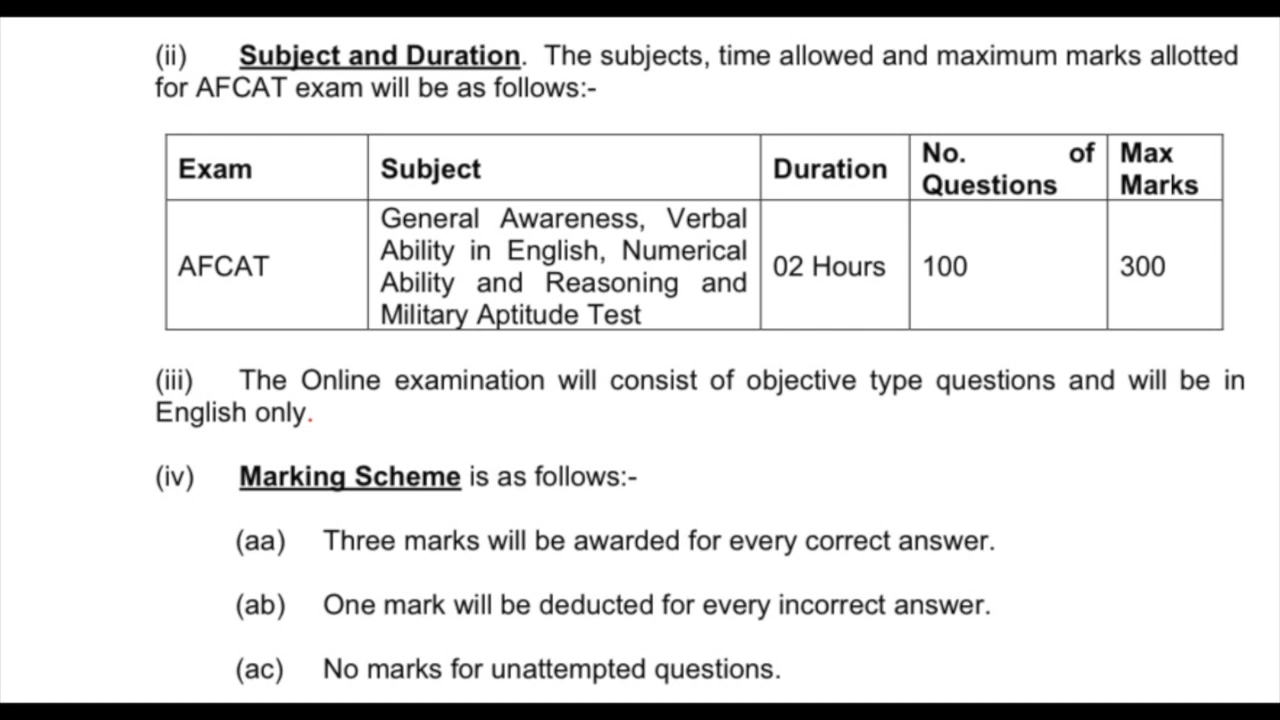 (ii) Subject and Duration. The subjects, time allowed and maximum marks allotted
for AFCAT exam will be as follows:-
Exam
Subject
Duration
No. of
Questions
Max
Marks
AFCAT
General Awareness, Verbal
Ability in English, Numerical
Ability and Reasoning and
Military Aptitude Test
02 Hours
100
300
(iii) The Online examination will consist of objective type questions and will be in
English only.
(iv) Marking Scheme is as follows:-
(aa) Three marks will be awarded for every correct answer.
(ab) One mark will be deducted for every incorrect answer.
(ac) No marks for unattempted questions.